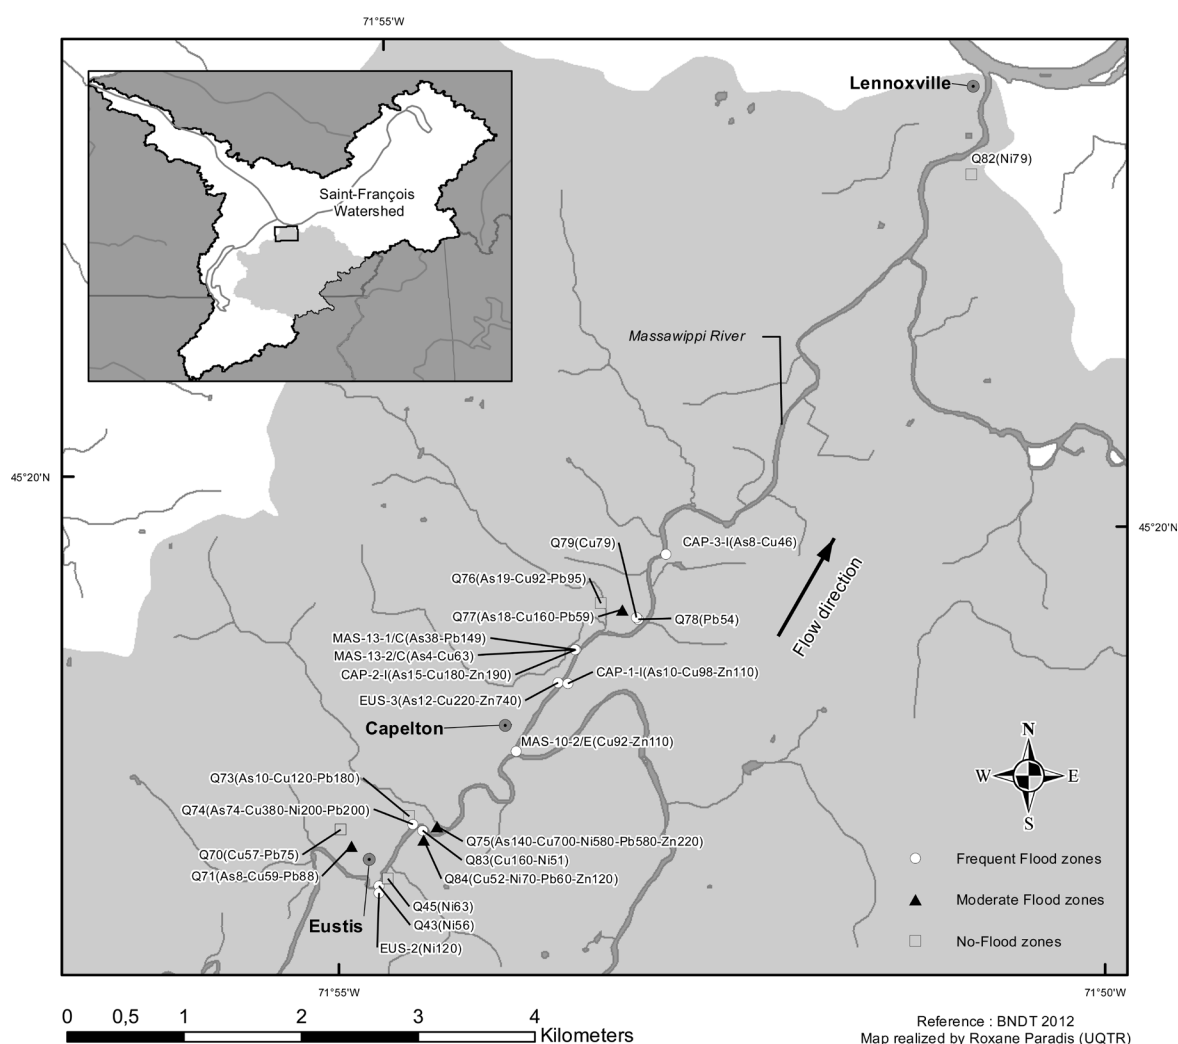 71°55'W
Lennoxville
Q82(Ni79)
Saint-François
Watershed
Massawippi River
45°20'N
45°20'N
CAP-3-I(As8-Cu46)
Q79(Cu79)
Q76(As19-Cu92-Pb95)
Q77(As18-Cu160-Pb59)
Q78(Pb54)
Flow direction
MAS-13-1/C(As38-Pb149)
MAS-13-2/C(As4-Cu63)
CAP-2-I(As15-Cu180-Zn190)
CAP-1-I(As10-Cu98-Zn110)
EUS-3(As12-Cu220-Zn740)
Capelton
MAS-10-2/E(Cu92-Zn110)
N
W
E
S
Q73(As10-Cu120-Pb180)
Q74(As74-Cu380-Ni200-Pb200)
Q75(As140-Cu700-Ni580-Pb580-Zn220)
Q70(Cu57-Pb75)
Q83(Cu160-Ni51)
Q71(As8-Cu59-Pb88)
Q84(Cu52-Ni70-Pb60-Zn120)
Q45(Ni63)
Eustis
Q43(Ni56)
EUS-2(Ni120)
Frequent Flood zones
Moderate Flood zones
No-Flood zones
71°55'W
71°50'W
0 0,5 1 2 3 4
Kilometers
Reference : BNDT 2012
Map realized by Roxane Paradis (UQTR)